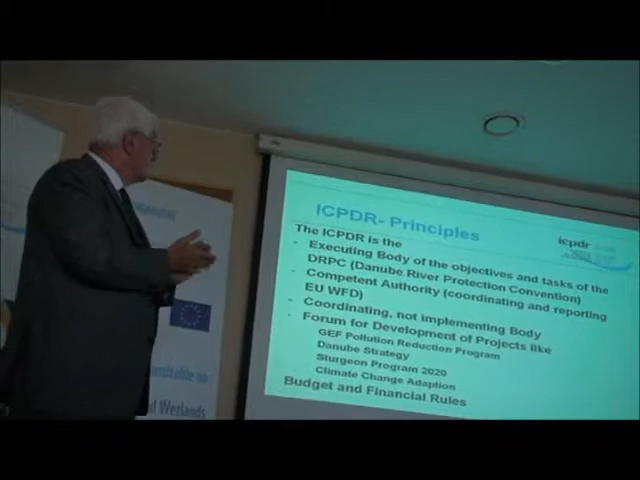 ICPDR- Principles
icpdr
The ICPDR is the
- Executing Body of the objectives and tasks of the
DRPC (Danube River Protection Convention)
- Competent Authority (coordinating and reporting
EU WFD)
- Coordinating, not implementing Body
- Forum for Development of Projects like
GEF Pollution Reduction Program
Danube Strategy
Sturgeon Program 2020
Climate Change Adaption
Budget and Financial Rules
on
d Wetlands